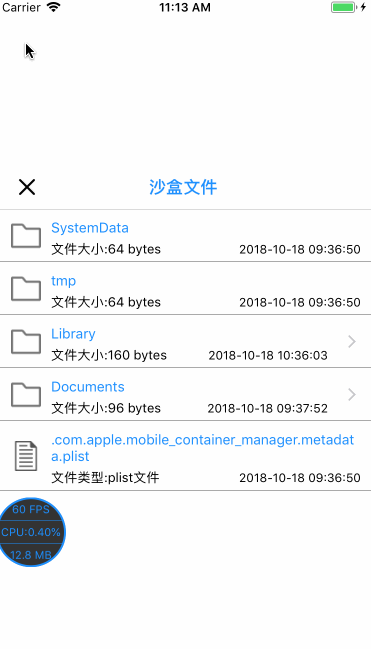 Carrier 11:13 AM
沙盒文件
SystemData
文件大小:64 bytes 2018-10-18 09:36:50
tmp
文件大小:64 bytes 2018-10-18 09:36:50
Library
文件大小:160 bytes 2018-10-18 10:36:03
Documents
文件大小:96 bytes 2018-10-18 09:37:52
.com.apple.mobile_container_manager.metadat
a.plist
文件类型:plist文件 2018-10-18 09:36:50
60 FPS
CPU:0.40%
12.8 MB